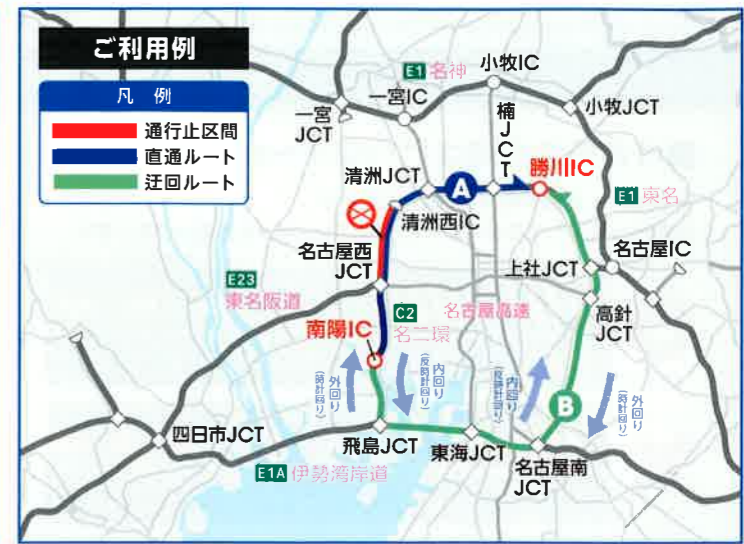 ご利用例
凡 例
通行止区間
直通ルート
迂回ルート
E1 名神
小牧IC
一宮IC
一宮
JCT
小牧JCT
楠JCT
勝川IC
清洲JCT
A
清洲西IC
E1 東名
名古屋西
JCT
名古屋IC
上社JCT
E23
東名阪道
C2
名二環
名古屋高速
高針
JCT
南陽IC
外回り
(時計回り)
内回り
(反時計回り)
内回り
(反時計回り)
外回り
(時計回り)
B
四日市JCT
飛島JCT
東海JCT
名古屋南
JCT
E1A 伊勢湾岸道